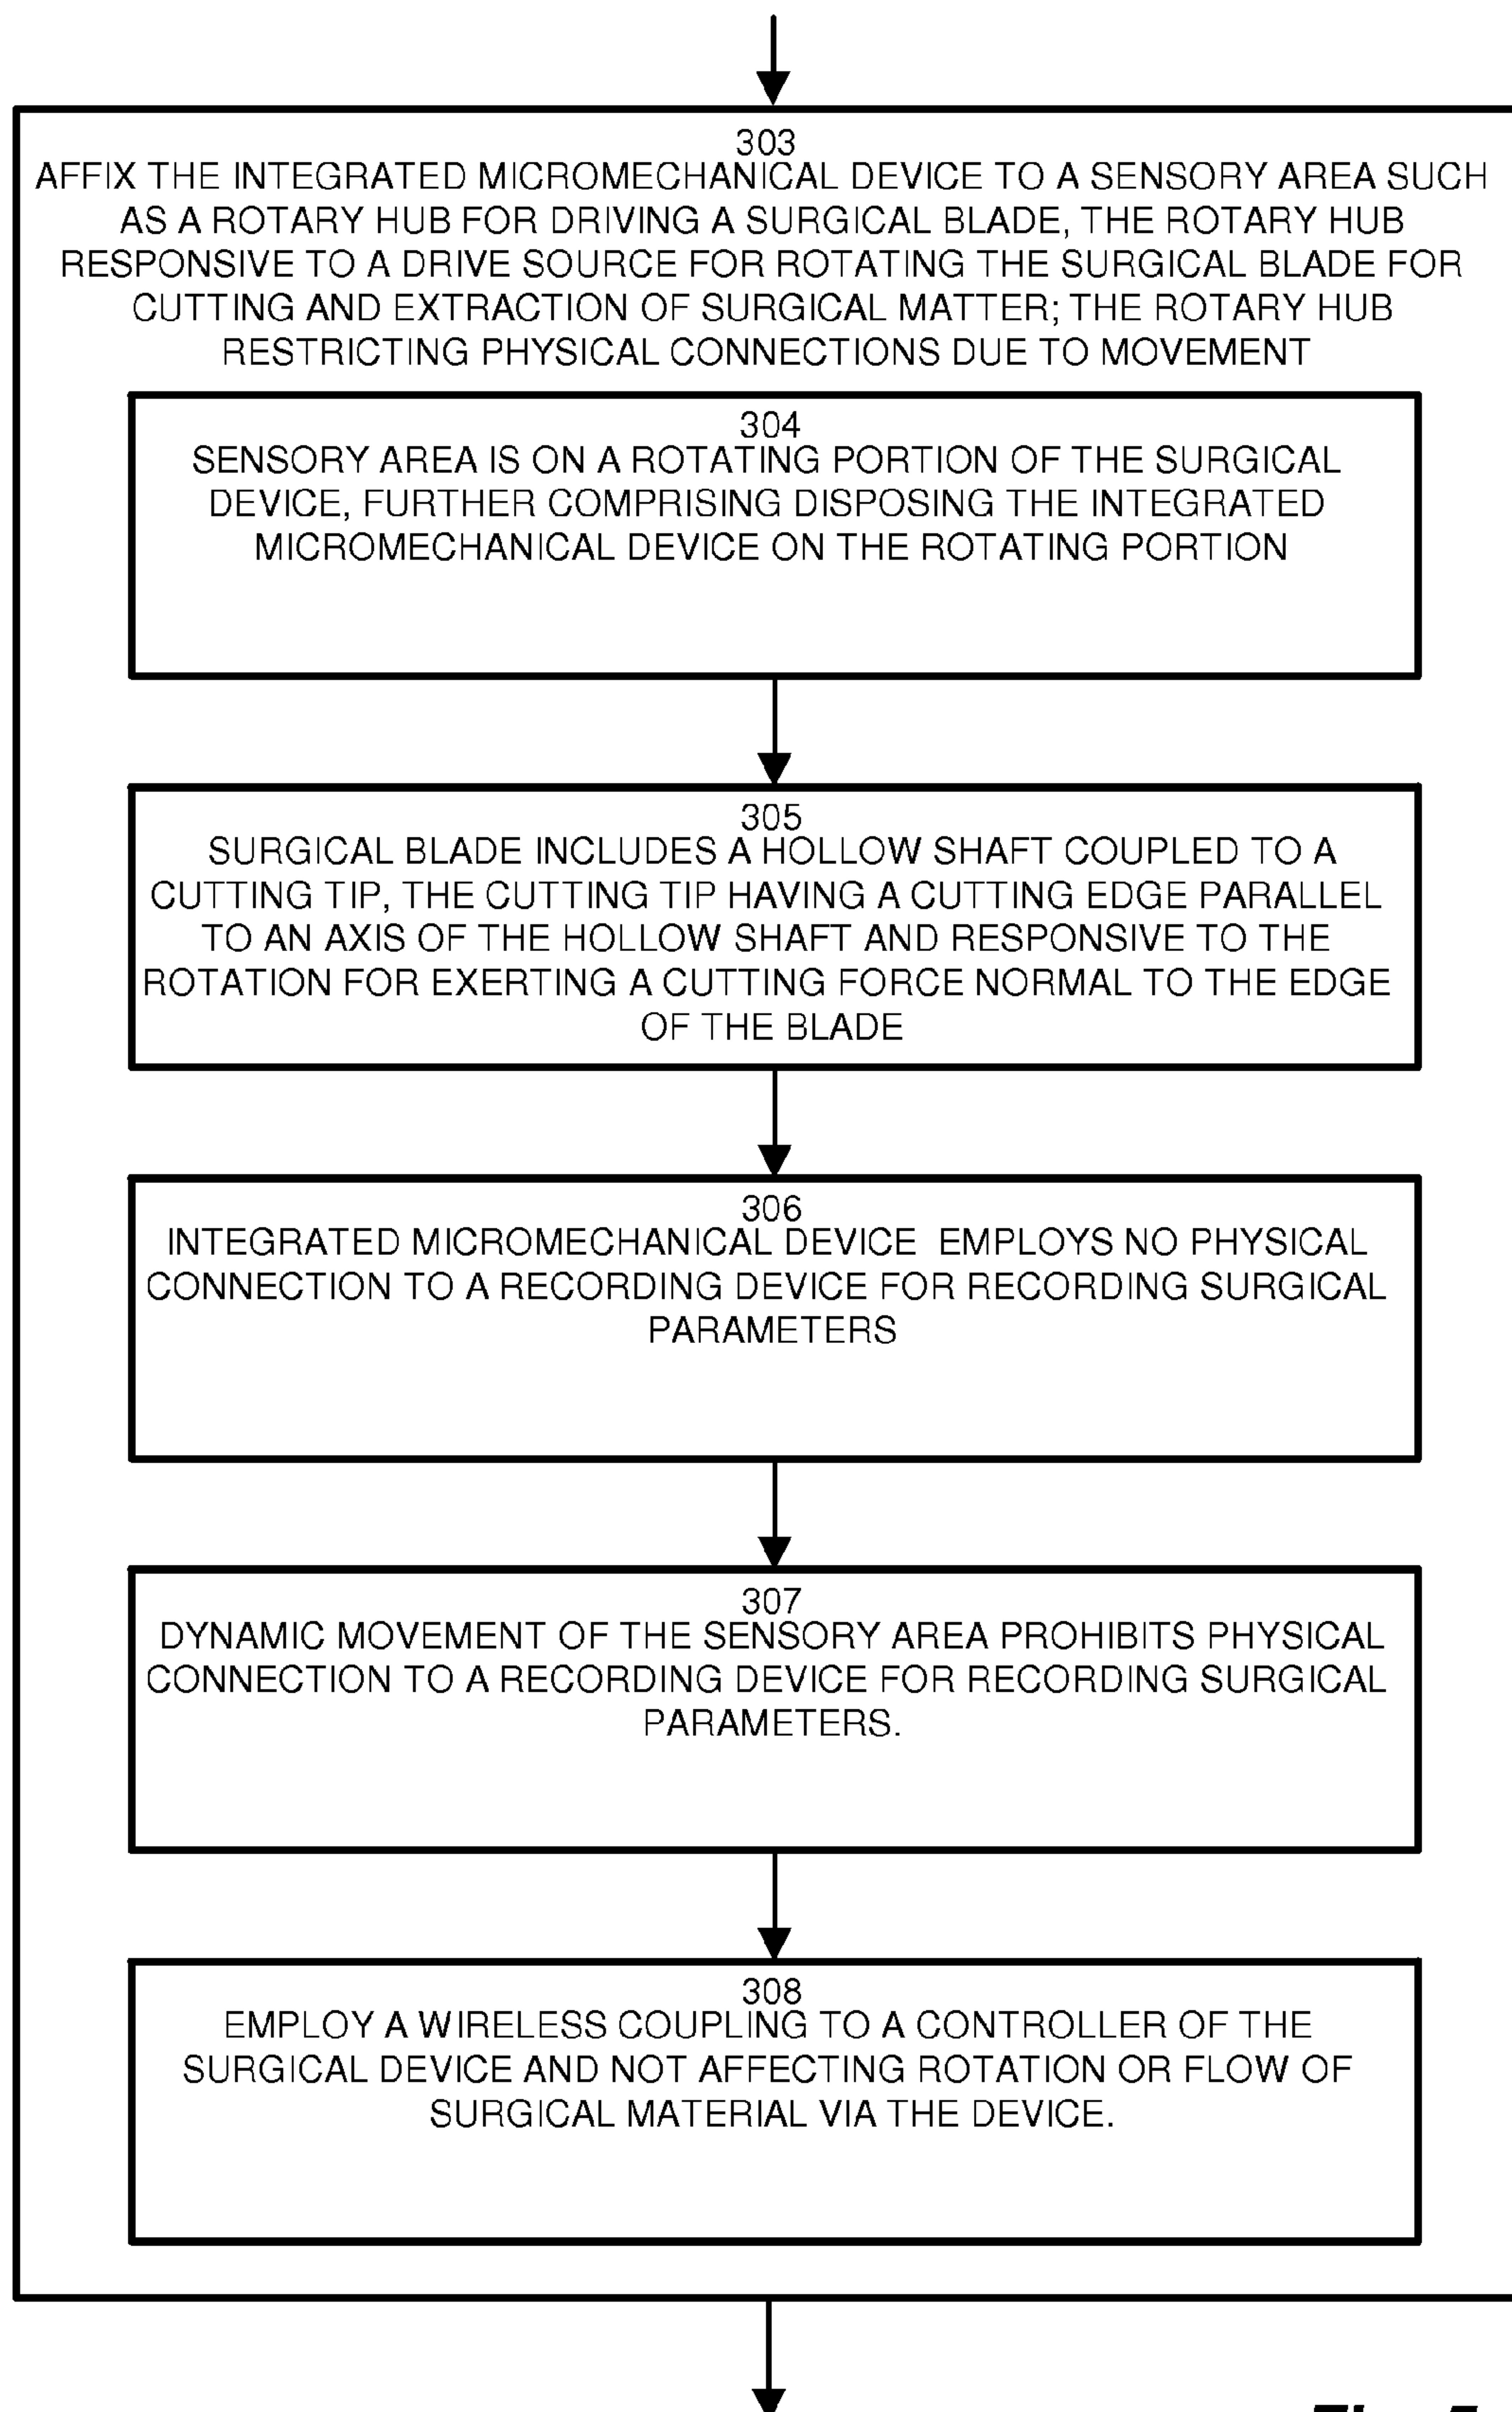 303
AFFIX THE INTEGRATED MICROMECHANICAL DEVICE TO A SENSORY AREA SUCH
AS A ROTARY HUB FOR DRIVING A SURGICAL BLADE, THE ROTARY HUB
RESPONSIVE TO A DRIVE SOURCE FOR ROTATING THE SURGICAL BLADE FOR
CUTTING AND EXTRACTION OF SURGICAL MATTER; THE ROTARY HUB
RESTRICTING PHYSICAL CONNECTIONS DUE TO MOVEMENT
304
SENSORY AREA IS ON A ROTATING PORTION OF THE SURGICAL
DEVICE, FURTHER COMPRISING DISPOSING THE INTEGRATED
MICROMECHANICAL DEVICE ON THE ROTATING PORTION
305
SURGICAL BLADE INCLUDES A HOLLOW SHAFT COUPLED TO A
CUTTING TIP, THE CUTTING TIP HAVING A CUTTING EDGE PARALLEL
TO AN AXIS OF THE HOLLOW SHAFT AND RESPONSIVE TO THE
ROTATION FOR EXERTING A CUTTING FORCE NORMAL TO THE EDGE
OF THE BLADE
306
INTEGRATED MICROMECHANICAL DEVICE EMPLOYS NO PHYSICAL
CONNECTION TO A RECORDING DEVICE FOR RECORDING SURGICAL
PARAMETERS
307
DYNAMIC MOVEMENT OF THE SENSORY AREA PROHIBITS PHYSICAL
CONNECTION TO A RECORDING DEVICE FOR RECORDING SURGICAL
PARAMETERS.
308
EMPLOY A WIRELESS COUPLING TO A CONTROLLER OF THE
SURGICAL DEVICE AND NOT AFFECTING ROTATION OR FLOW OF
SURGICAL MATERIAL VIA THE DEVICE.